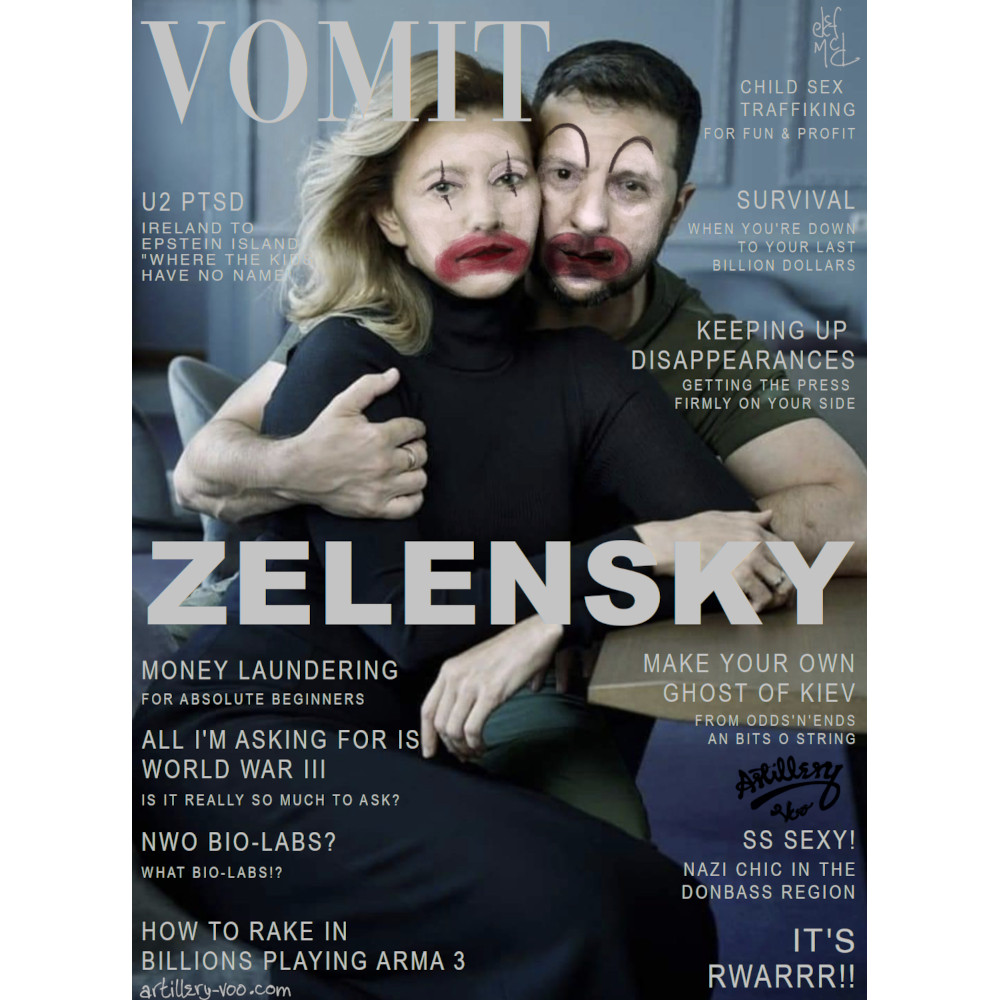 VOMIT
U2 PTSD
IRELAND TO
EPSTEIN ISLAND
"WHERE THE KIDS
HAVE NO NAME"
CHILD SEX
TRAFFIKING
FOR FUN & PROFIT
SURVIVAL
WHEN YOU'RE DOWN
TO YOUR LAST
BILLION DOLLARS
KEEPING UP
DISAPPEARANCES
GETTING THE PRESS
FIRMLY ON YOUR SIDE
ZELENSKY
MONEY LAUNDERING
FOR ABSOLUTE BEGINNERS
ALL I'M ASKING FOR IS
WORLD WAR III
IS IT REALLY SO MUCH TO ASK?
NWO BIO-LABS?
WHAT BIO-LABS!?
HOW TO RAKE IN
BILLIONS PLAYING ARMA 3
artillery-voo.com
MAKE YOUR OWN
GHOST OF KIEV
FROM ODDS'N'ENDS
AN BITS O STRING
Artillery
Voo
SS SEXY!
NAZI CHIC IN THE
DONBASS REGION
IT'S
RWARRR!!